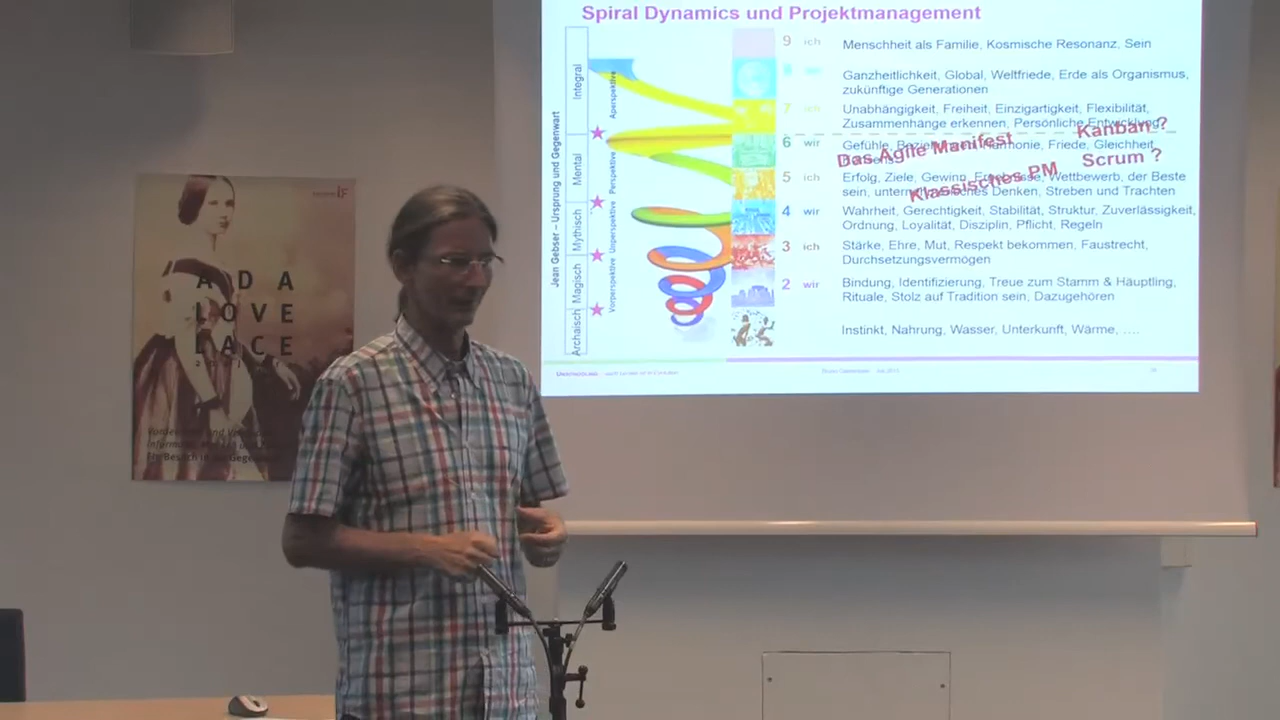 Spiral Dynamics und Projektmanagement
Jean Gebser – Ursprung und Gegenwart
Integral
Mental
Mythisch
Magisch
Archaisch
Aperspektive
Perspektive
Unperspektive
Vorperspektive
9 ich Menschheit als Familie, Kosmische Resonanz, Sein
Ganzheitlichkeit, Global, Weltfriede, Erde als Organismus,
zukünftige Generationen
7 ich Unabhängigkeit, Freiheit, Einzigartigkeit, Flexibilität,
Zusammenhänge erkennen, Persönliche Entwicklung
Kanban ?
6 wir Gefühle, Harmonie, Friede, Gleichheit,
Das Agile Manifest
Scrum ?
5 ich Erfolg, Ziele, Gewinn, Wettbewerb, der Beste
sein, Denken, Streben und Trachten
Klassisches PM
4 wir Wahrheit, Gerechtigkeit, Stabilität, Struktur, Zuverlässigkeit,
Ordnung, Loyalität, Disziplin, Pflicht, Regeln
3 ich Stärke, Ehre, Mut, Respekt bekommen, Faustrecht,
Durchsetzungsvermögen
2 wir Bindung, Identifizierung, Treue zum Stamm & Häuptling,
Rituale, Stolz auf Tradition sein, Dazugehören
Instinkt, Nahrung, Wasser, Unterkunft, Wärme, ....
ADA
LOVE
LACE